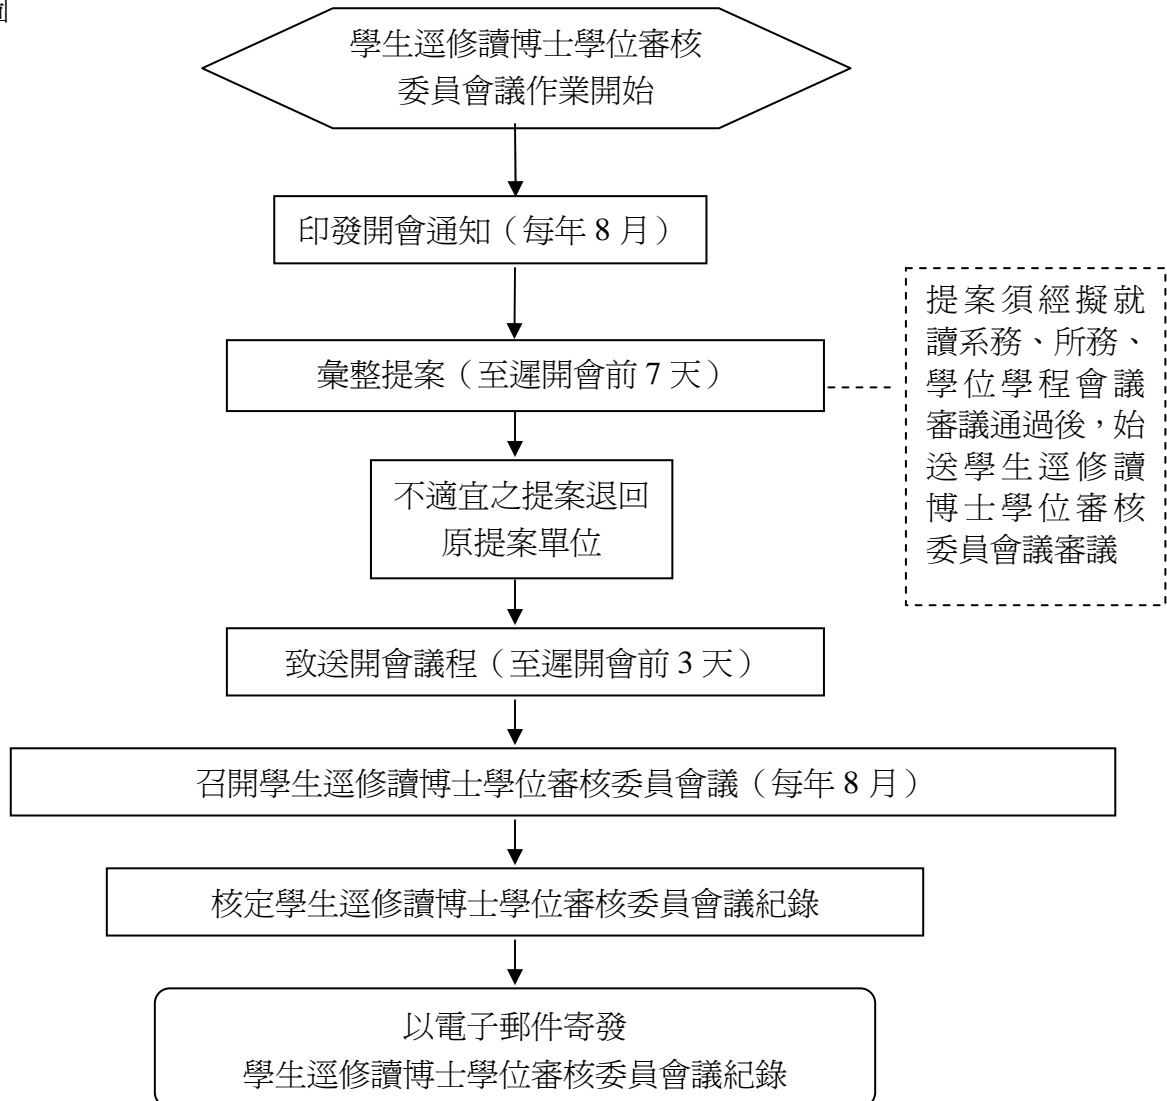 學生逕修讀博士學位審核
委員會議作業開始
印發開會通知（每年 8 月）
彙整提案（至遲開會前 7 天）
提案須經擬就
讀系務、所務、
學位學程會議
審議通過後，始
送學生逕修讀
博士學位審核
委員會議審議
不適宜之提案退回
原提案單位
致送開會議程（至遲開會前 3 天）
召開學生逕修讀博士學位審核委員會議（每年 8 月）
核定學生逕修讀博士學位審核委員會議紀錄
以電子郵件寄發
學生逕修讀博士學位審核委員會議紀錄